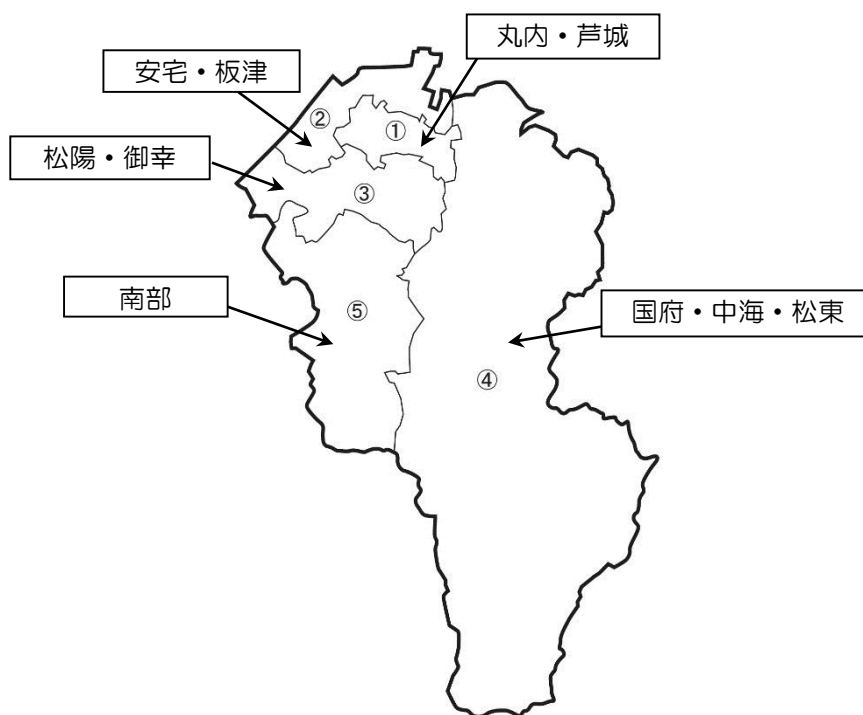 丸内・芦城
安宅・板津
②
①
松陽・御幸
③
南部
⑤
国府・中海・松東
④